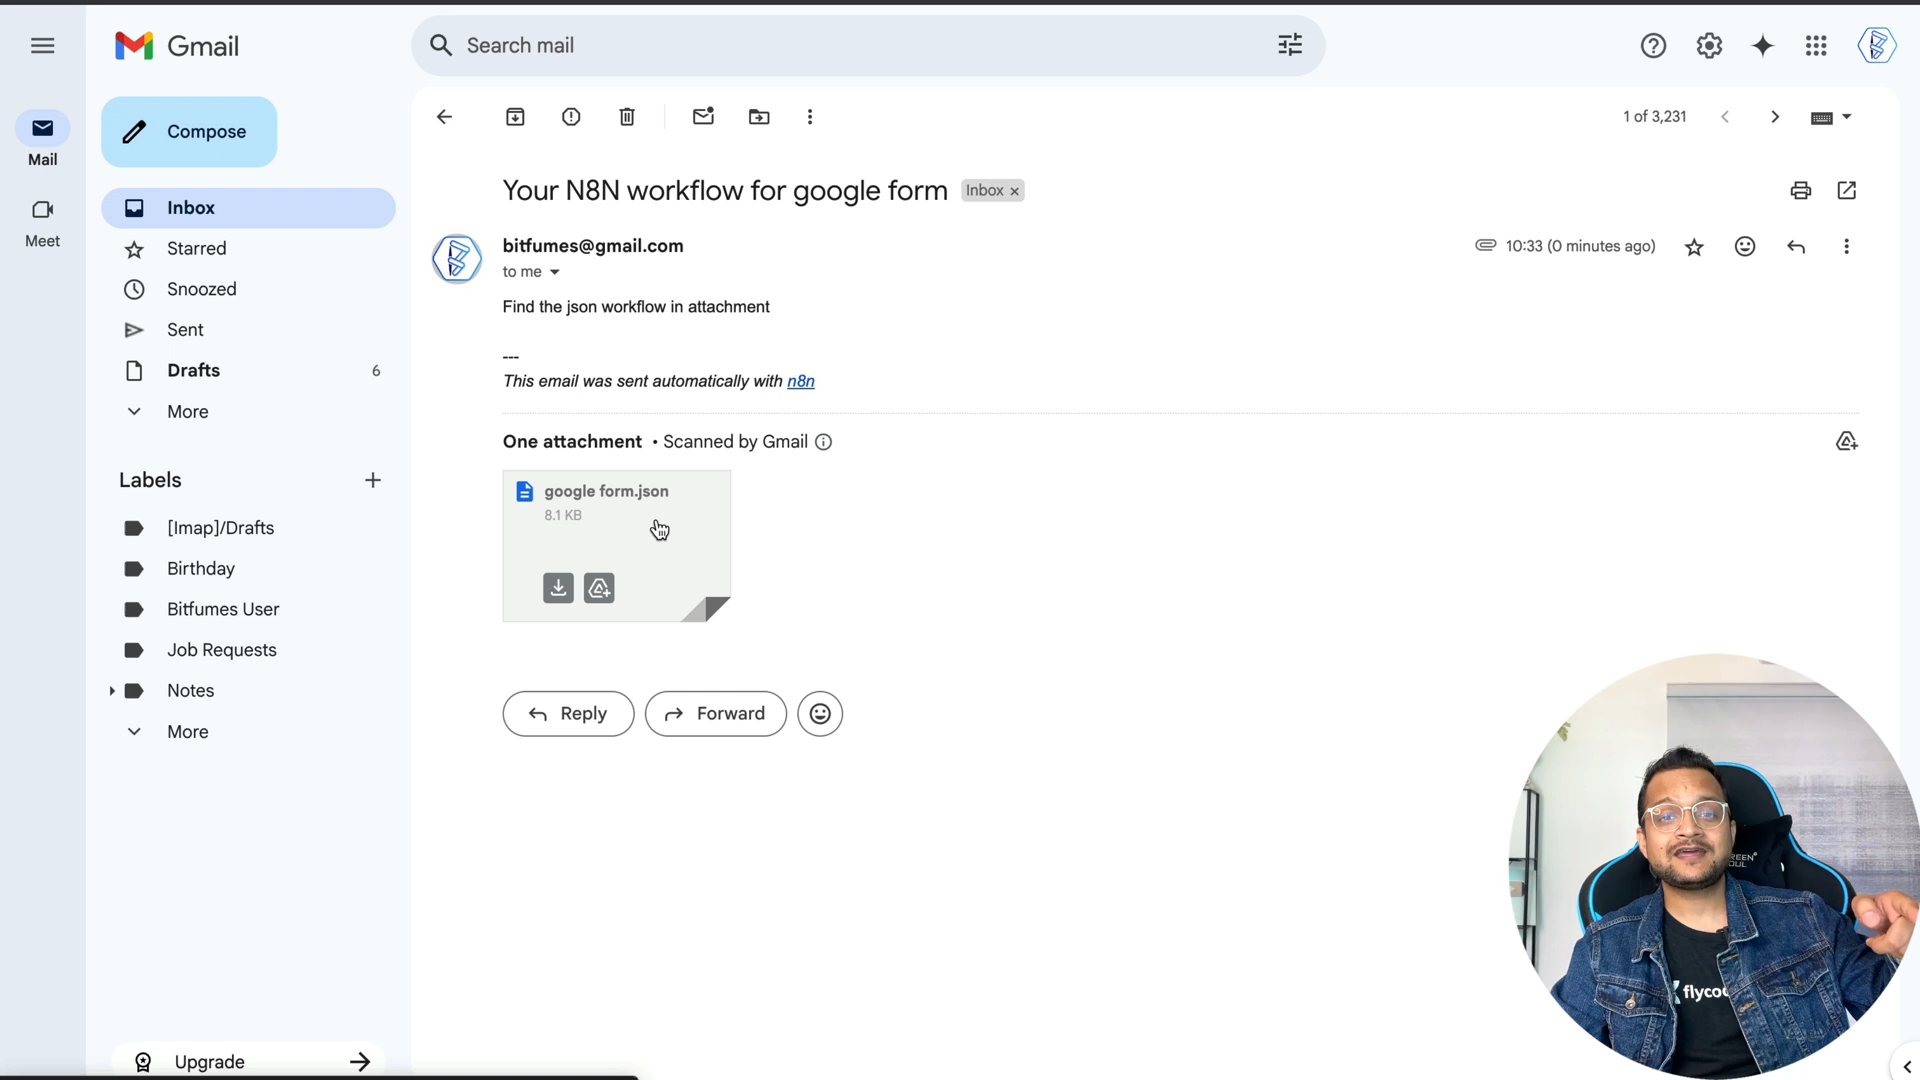 Gmail
Search mail
Compose
Mail
Meet
Inbox
Starred
Snoozed
Sent
Drafts 6
More
Labels
[Imap]/Drafts
Birthday
Bitfumes User
Job Requests
Notes
More
Upgrade
1 of 3,231
Your N8N workflow for google form Inbox ×
bitfumes@gmail.com
10:33 (0 minutes ago)
to me
Find the json workflow in attachment
---
This email was sent automatically with n8n
One attachment • Scanned by Gmail
google form.json
8.1 KB
Reply
Forward